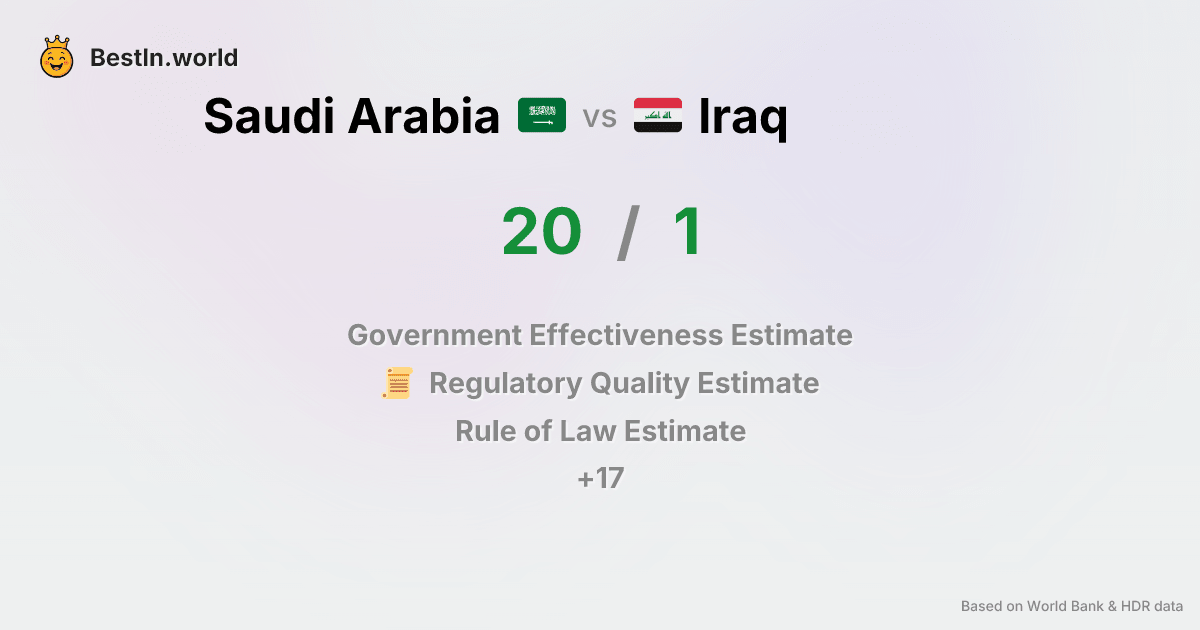 BestIn.world
Saudi Arabia vs Iraq
20 / 1
Government Effectiveness Estimate
Regulatory Quality Estimate
Rule of Law Estimate
+17
Based on World Bank & HDR data